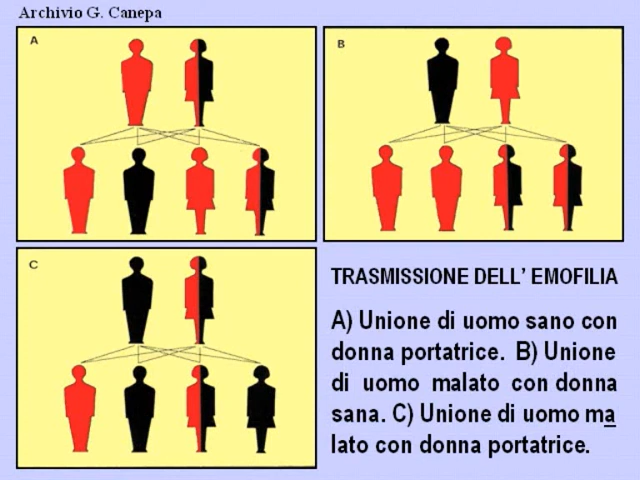 Archivio G. Canepa
A
B
C
TRASMISSIONE DELL' EMOFILIA
A) Unione di uomo sano con
donna portatrice. B) Unione
di uomo malato con donna
sana. C) Unione di uomo ma
lato con donna portatrice.